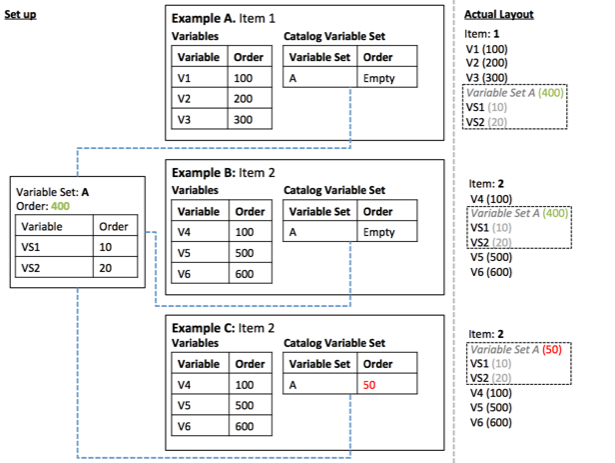 Set up
Example A. Item 1
Variables Catalog Variable Set
Variable Order Variable Set Order
V1 100 A Empty
V2 200
V3 300
Variable Set: A
Order: 400
Variable Order
VS1 10
VS2 20
Example B: Item 2
Variables Catalog Variable Set
Variable Order Variable Set Order
V4 100 A Empty
V5 500
V6 600
Example C: Item 2
Variables Catalog Variable Set
Variable Order Variable Set Order
V4 100 A 50
V5 500
V6 600
Actual Layout
Item: 1
V1 (100)
V2 (200)
V3 (300)
Variable Set A (400)
VS1 (10)
VS2 (20)
Item: 2
V4 (100)
Variable Set A (400)
VS1 (10)
VS2 (20)
V5 (500)
V6 (600)
Item: 2
Variable Set A (50)
VS1 (10)
VS2 (20)
V4 (100)
V5 (500)
V6 (600)